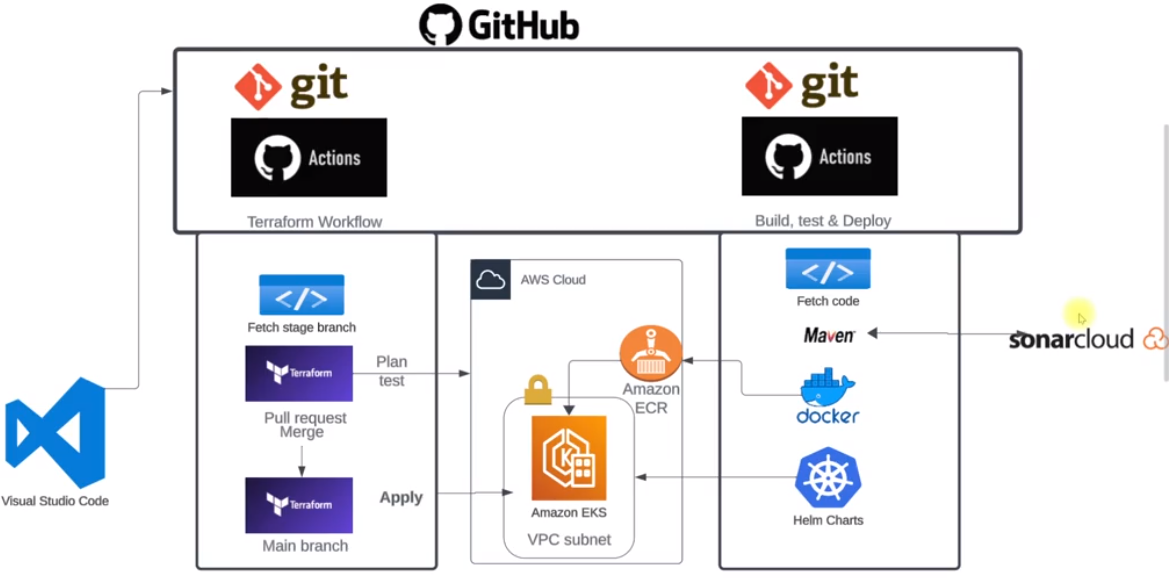 GitHub
git
Actions
Terraform Workflow
git
Actions
Build, test & Deploy
Fetch stage branch
Terraform
Plan
test
Pull request
Merge
Terraform
Apply
Main branch
AWS Cloud
Amazon
ECR
K
Amazon EKS
VPC subnet
Fetch code
Maven
sonarcloud
docker
Helm Charts
Visual Studio Code